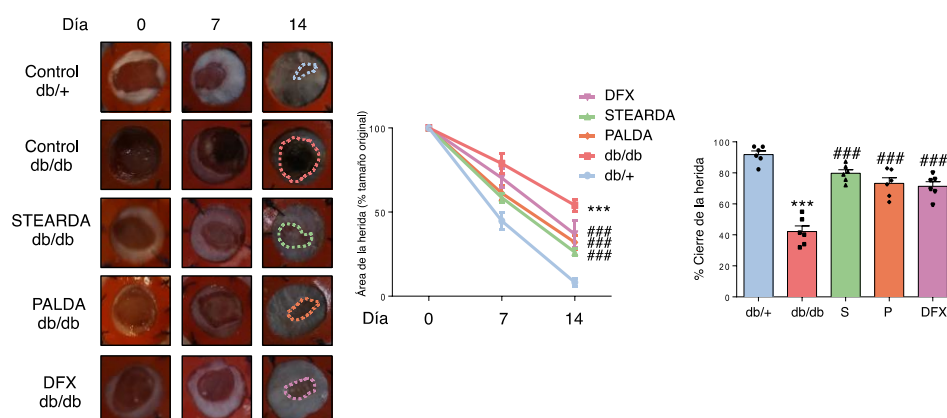 Día 0 7 14
Control
db/+
Control
db/db
STEARDA
db/db
PALDA
db/db
DFX
db/db
DFX
STEARDA
PALDA
db/db
db/+
Área de la herida (% tamaño original)
100
50
0
***
###
###
###
Día 0 7 14
% Cierre de la herida
100
80
60
40
20
0
***
### ### ###
db/+ db/db S P DFX